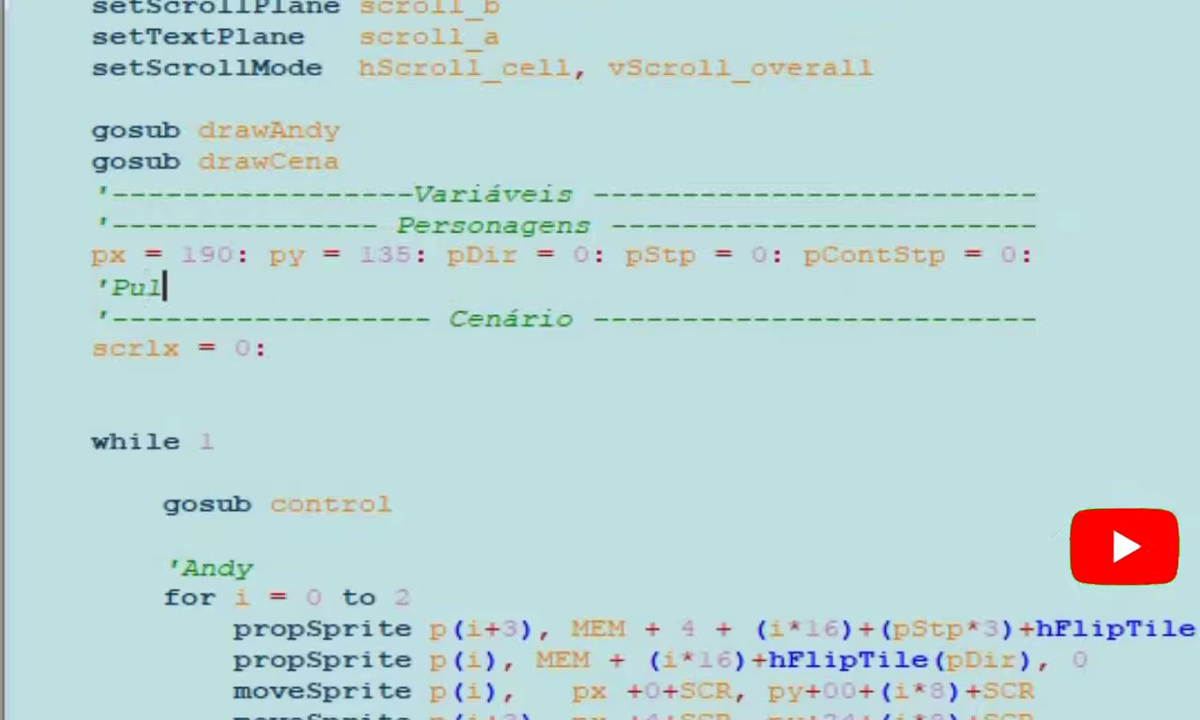 setScrollPlane scroll_b
setTextPlane scroll_a
setScrollMode hScroll_cell, vScroll_overall
gosub drawAndy
gosub drawCena
'-----------------Variáveis -------------------------
'--------------- Personagens ------------------------
px = 190: py = 135: pDir = 0: pStp = 0: pContStp = 0:
'Pul
'------------------ Cenário -------------------------
scrlx = 0:
while 1
gosub control
'Andy
for i = 0 to 2
propSprite p(i+3), MEM + 4 + (i*16)+(pStp*3)+hFlipTile
propSprite p(i), MEM + (i*16)+hFlipTile(pDir), 0
moveSprite p(i), px +0+SCR, py+00+(i*8)+SCR